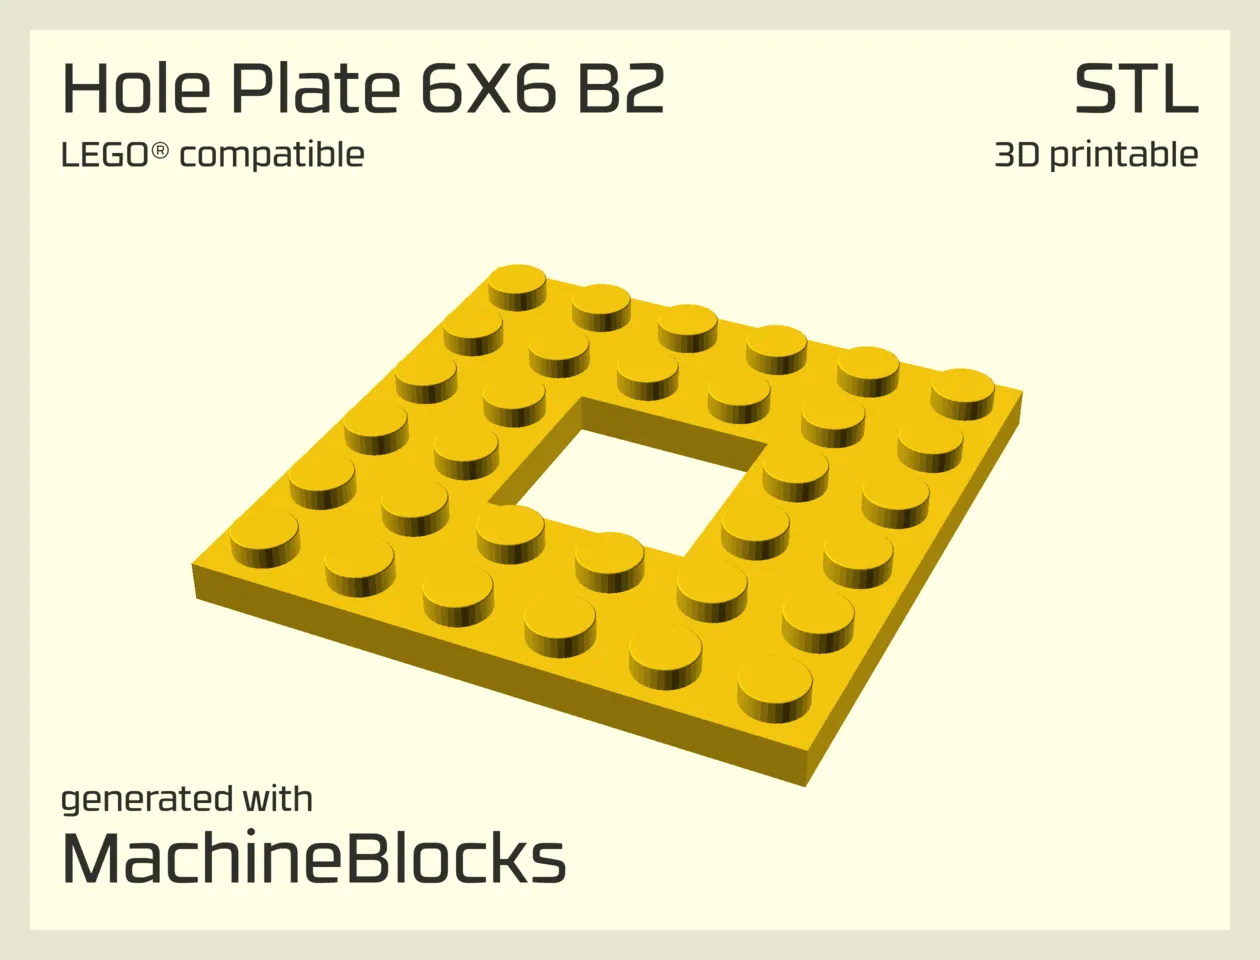 Hole Plate 6X6 B2
LEGO® compatible
STL
3D printable
generated with
MachineBlocks